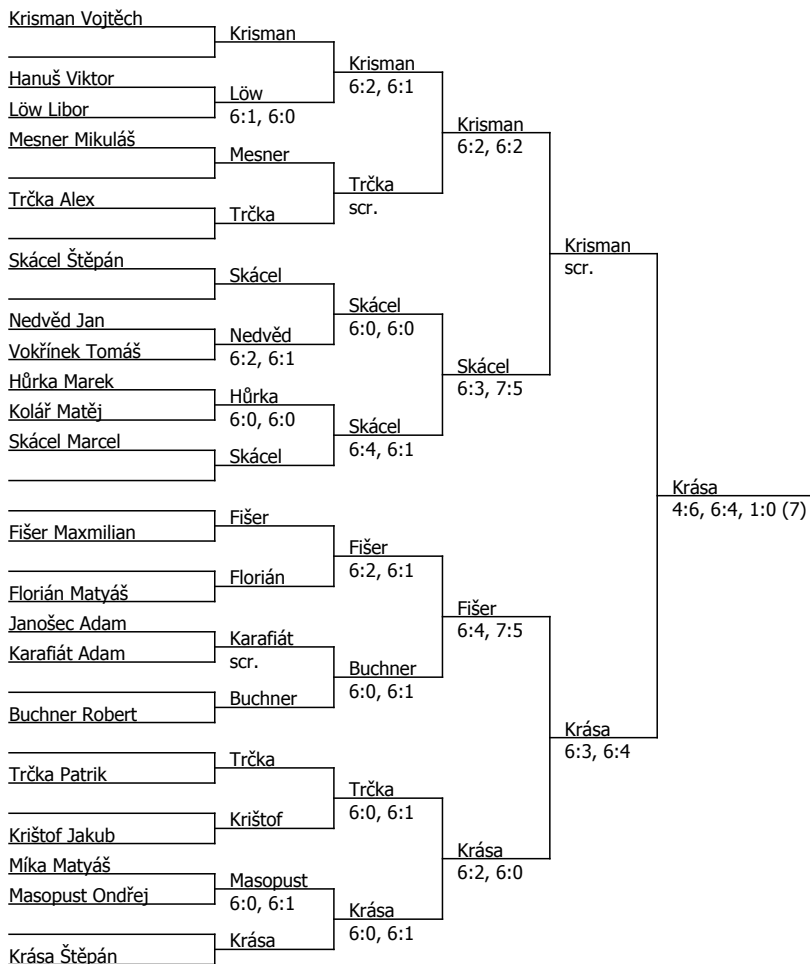 Krisman Vojtěch
Krisman
Krisman
6:2, 6:1
Hanuš Viktor
Löw
6:1, 6:0
Löw Libor
Krisman
6:2, 6:2
Mesner Mikuláš
Mesner
Trčka
scr.
Trčka Alex
Trčka
Krisman
scr.
Skácel Štěpán
Skácel
Skácel
6:0, 6:0
Nedvěd Jan
Nedvěd
6:2, 6:1
Vokřínek Tomáš
Skácel
6:3, 7:5
Hůrka Marek
Hůrka
6:0, 6:0
Kolář Matěj
Skácel
6:4, 6:1
Skácel Marcel
Skácel
Krása
4:6, 6:4, 1:0 (7)
Fišer
Fišer Maxmilian
Fišer
6:2, 6:1
Florián
Florián Matyáš
Fišer
6:4, 7:5
Janošec Adam
Karafiát
scr.
Karafiát Adam
Buchner
6:0, 6:1
Buchner
Buchner Robert
Krása
6:3, 6:4
Trčka
Trčka Patrik
Trčka
6:0, 6:1
Krištof
Krištof Jakub
Krása
6:2, 6:0
Míka Matyáš
Masopust
6:0, 6:1
Masopust Ondřej
Krása
6:0, 6:1
Krása
Krása Štěpán